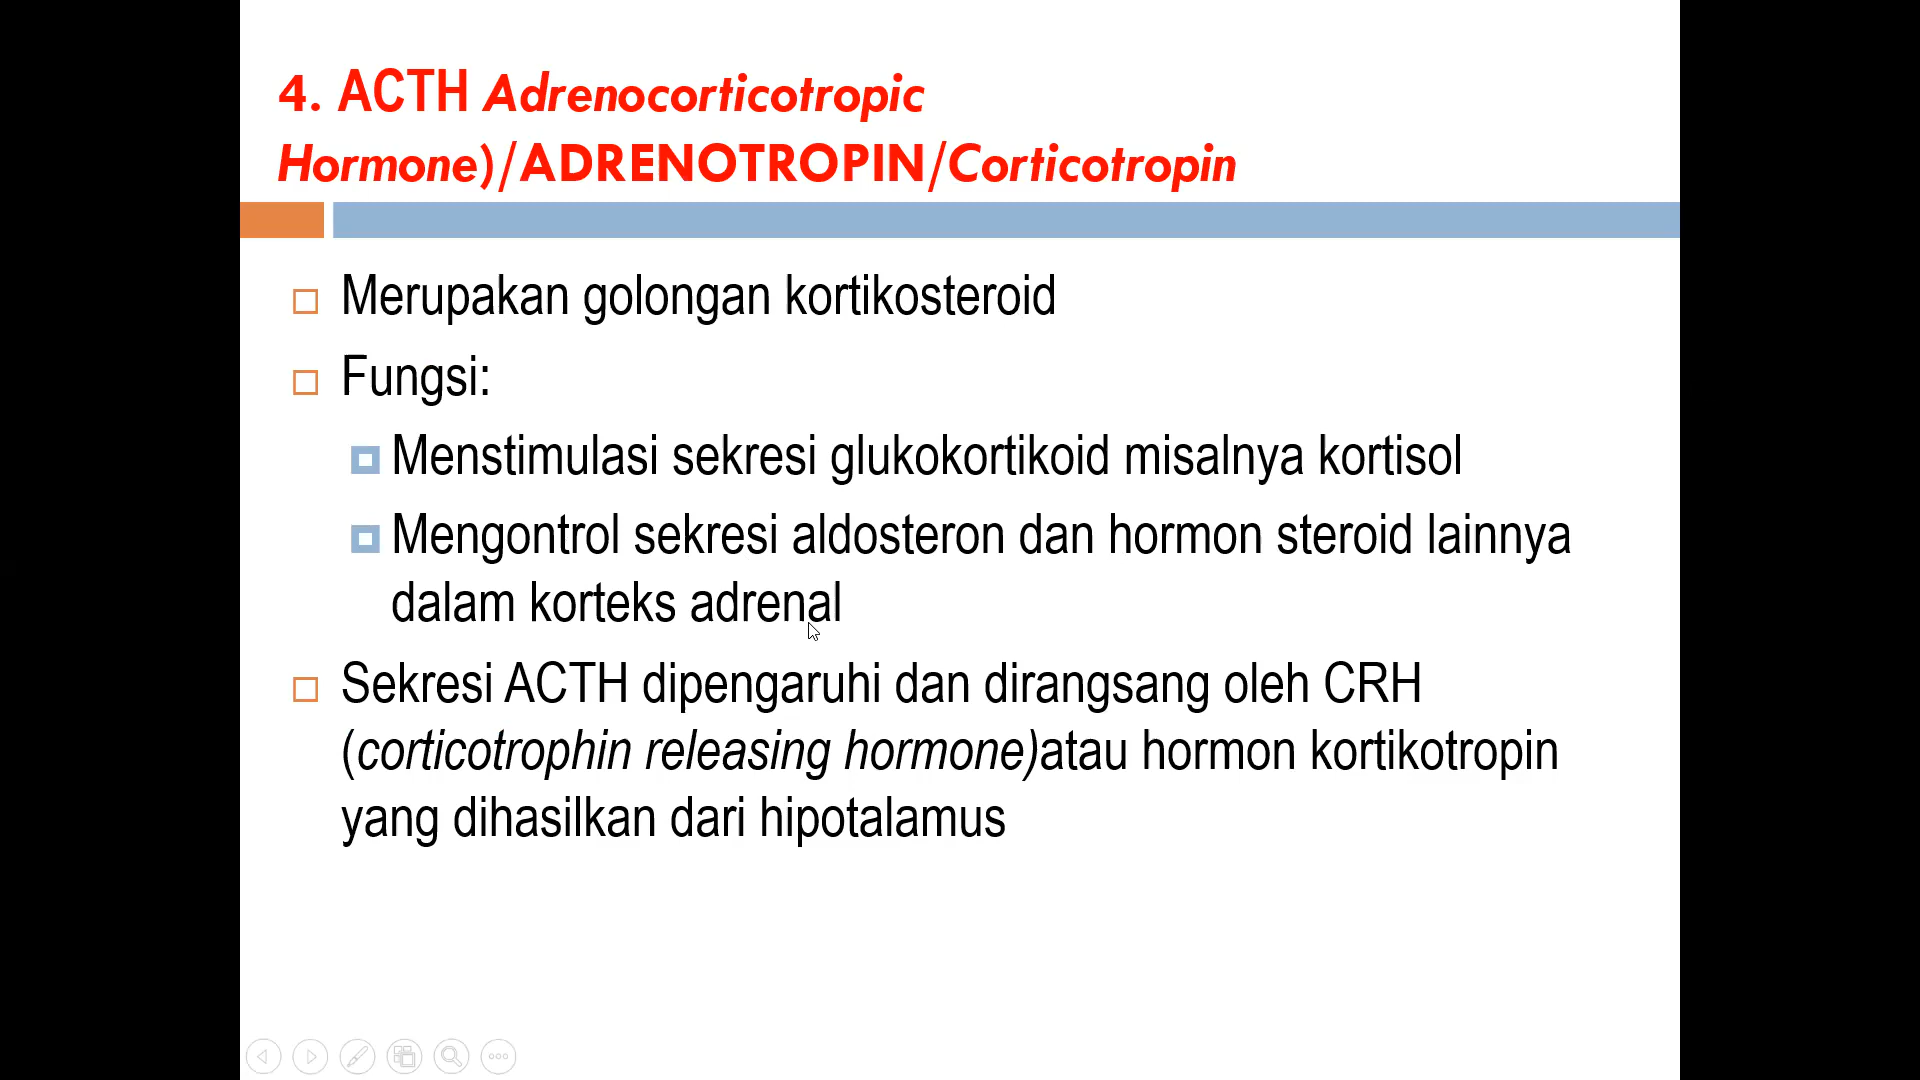 4. ACTH Adrenocorticotropic
Hormone)/ADRENOTROPIN/Corticotropin
Merupakan golongan kortikosteroid
Fungsi:
Menstimulasi sekresi glukokortikoid misalnya kortisol
Mengontrol sekresi aldosteron dan hormon steroid lainnya
dalam korteks adrenal
Sekresi ACTH dipengaruhi dan dirangsang oleh CRH
(corticotrophin releasing hormone)atau hormon kortikotropin
yang dihasilkan dari hipotalamus